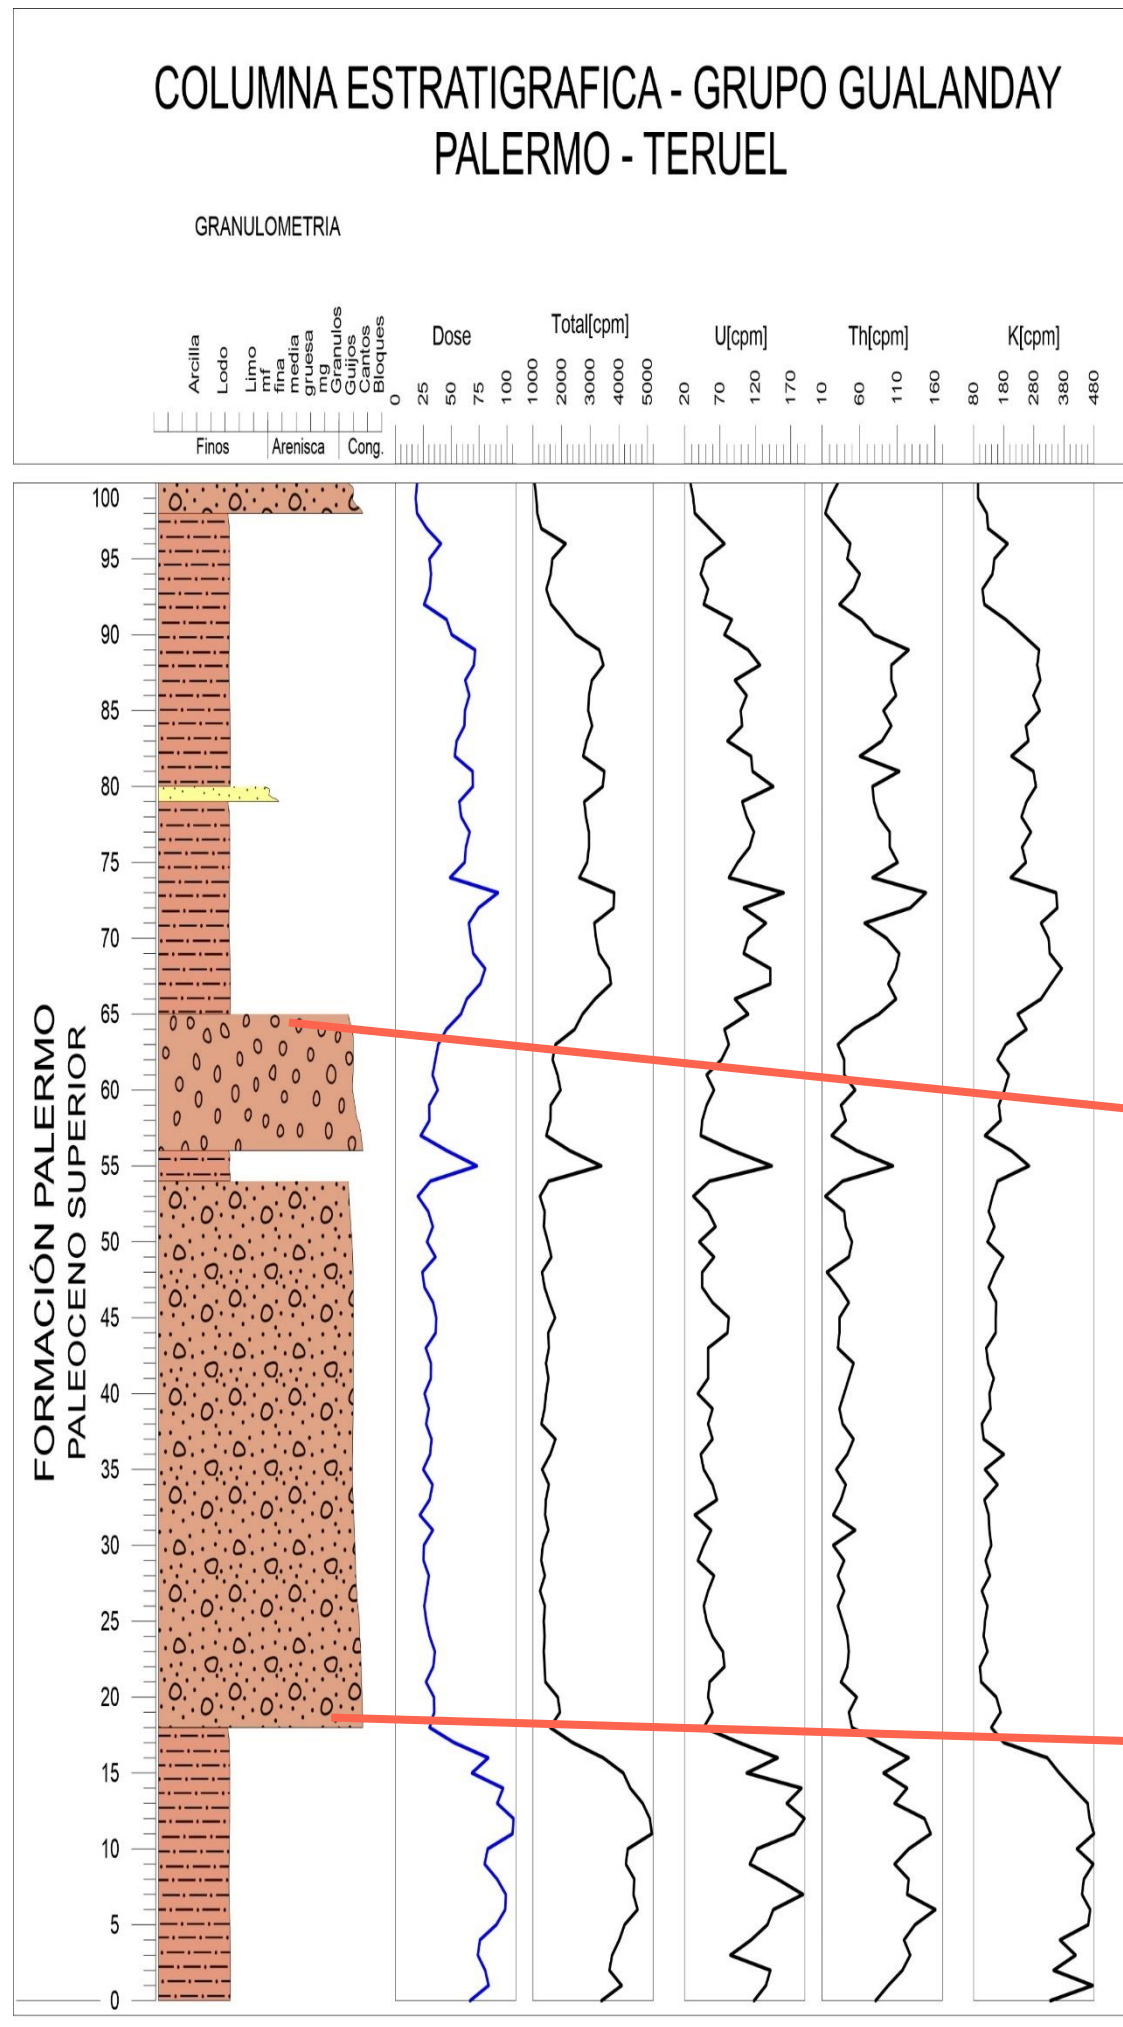 COLUMNA ESTRATIGRAFICA - GRUPO GUALANDAY
PALERMO - TERUEL
GRANULOMETRIA
Arcilla
Lodo
Limo
mf
fina
media
gruesa
mg
Granulos
Guijos
Cantos
Bloques
Finos
Arenisca
Cong.
Dose
0 25 50 75 100
Total[cpm]
1000 2000 3000 4000 5000
U[cpm]
20 70 120 170
Th[cpm]
10 60 110 160
K[cpm]
80 180 280 380 480
100
95
90
85
80
75
70
65
60
55
50
45
40
35
30
25
20
15
10
5
0
FORMACIÓN PALERMO
PALEOCENO SUPERIOR